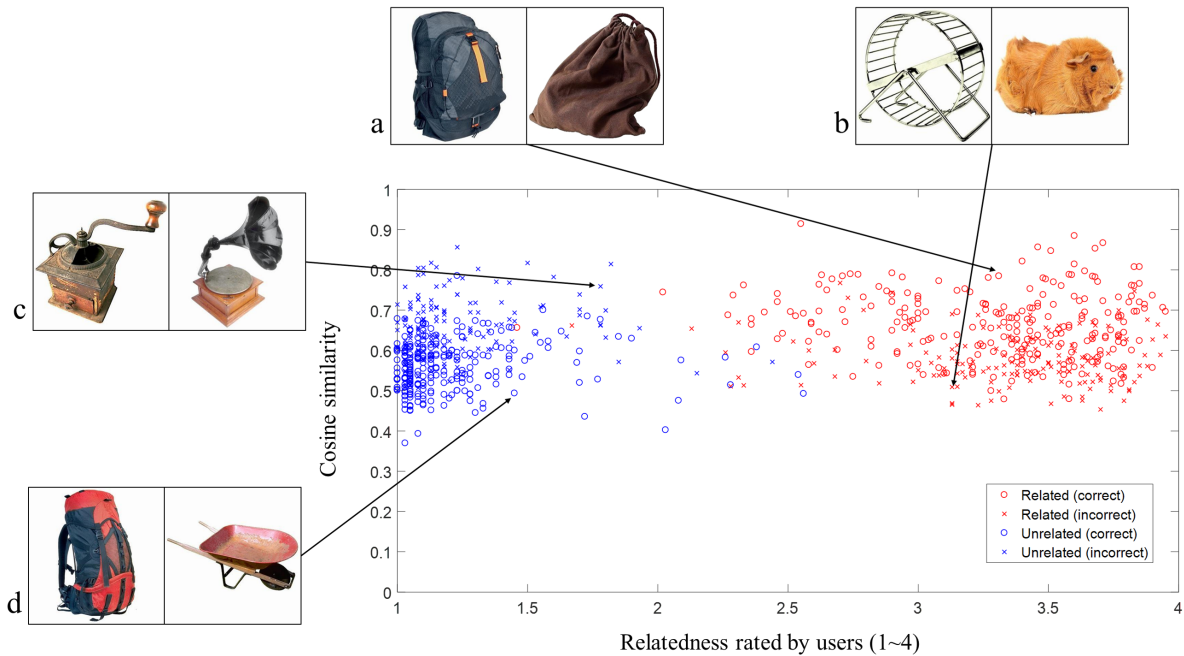 a
b
c
d
1
0.9
0.8
0.7
0.6
0.5
0.4
0.3
0.2
0.1
0
Cosine similarity
Related (correct)
Related (incorrect)
Unrelated (correct)
Unrelated (incorrect)
1
1.5
2
2.5
3
3.5
4
Relatedness rated by users (1~4)